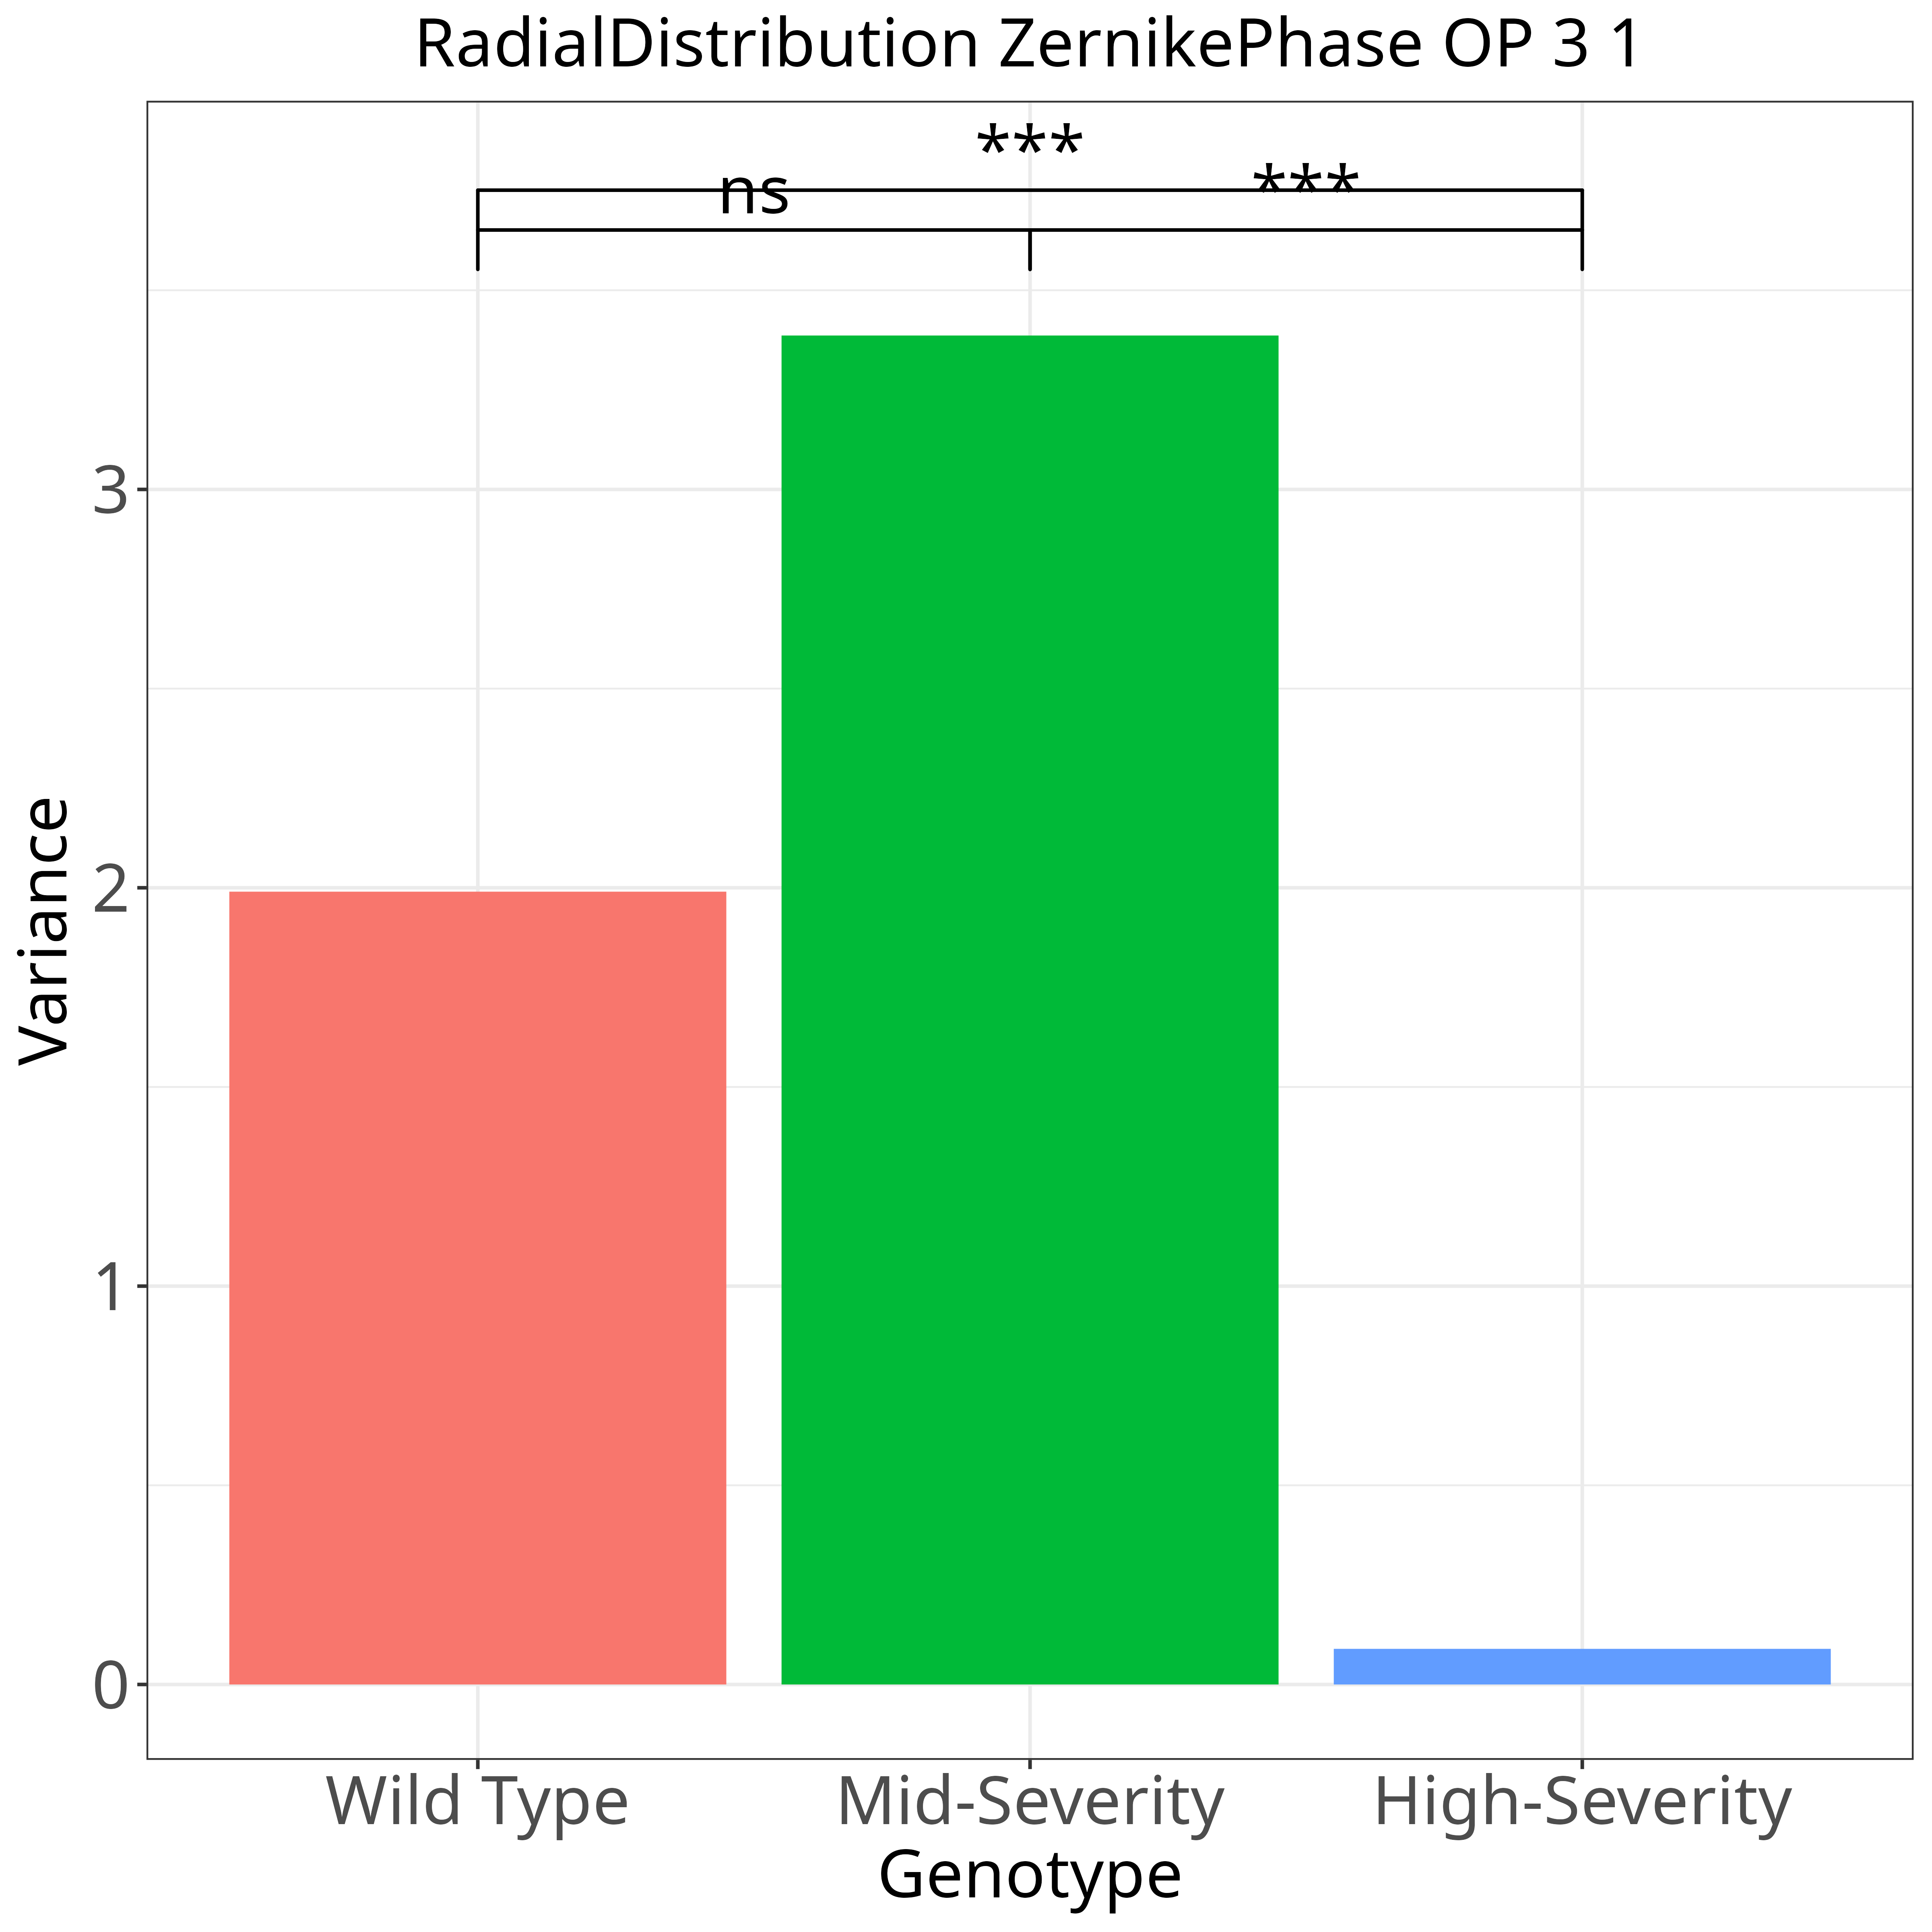 RadialDistribution ZernikePhase OP 3 1
***
ns
***
3
2
1
0
Variance
Wild Type
Mid-Severity
High-Severity
Genotype